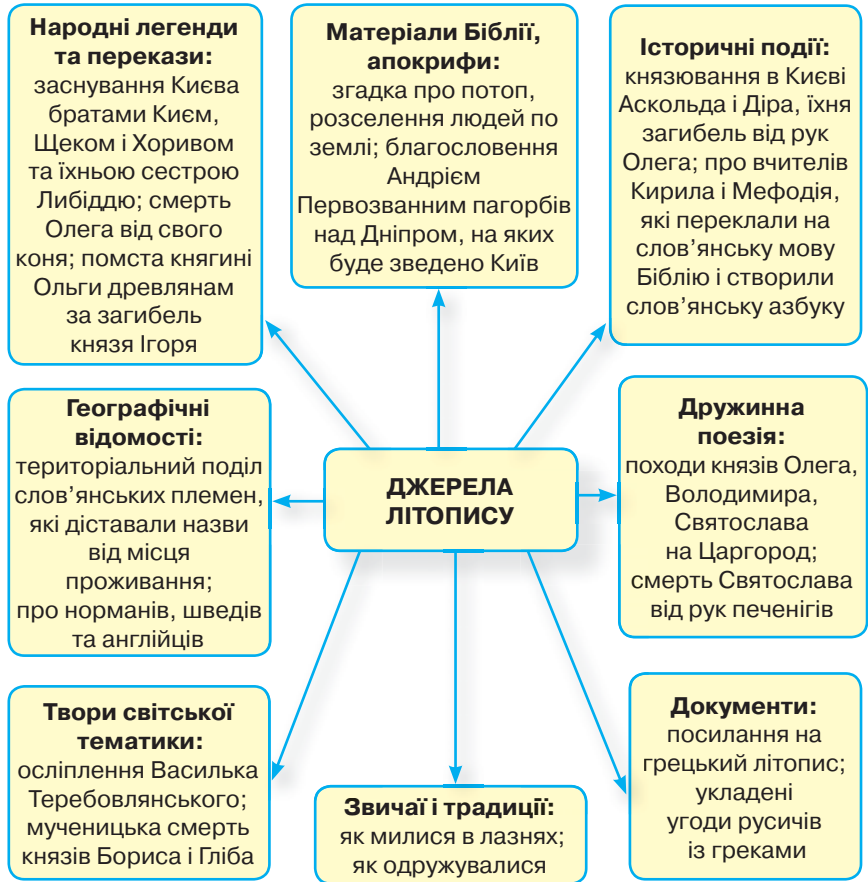 Народні легенди
та перекази:
заснування Києва
братами Києм,
Щеком і Хоривом
та їхньою сестрою
Либіддю; смерть
Олега від свого
коня; помста княгині
Ольги древлянам
за загибель
князя Ігоря
Матеріали Біблії,
апокрифи:
згадка про потоп,
розселення людей по
землі; благословення
Андрієм
Первозванним пагорбів
над Дніпром, на яких
буде зведено Київ
Історичні події:
князювання в Києві
Аскольда і Діра, їхня
загибель від рук
Олега; про вчителів
Кирила і Мефодія,
які переклали на
слов’янську мову
Біблію і створили
слов’янську азбуку
Географічні
відомості:
територіальний поділ
слов’янських племен,
які діставали назви
від місця
проживання;
про норманів, шведів
та англійців
ДЖЕРЕЛА
ЛІТОПИСУ
Дружинна
поезія:
походи князів Олега,
Володимира,
Святослава
на Царгород;
смерть Святослава
від рук печенігів
Твори світської
тематики:
осліплення Василька
Теребовлянського;
мученицька смерть
князів Бориса і Гліба
Звичаї і традиції:
як милися в лазнях;
як одружувалися
Документи:
посилання на
грецький літопис;
укладені
угоди русичів
із греками